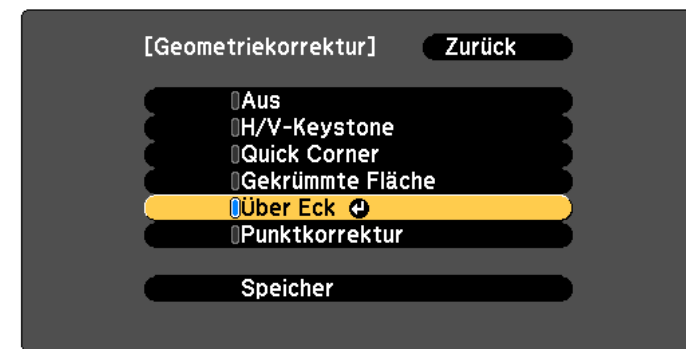 [Geometriekorrektur] Zurück
Aus
H/V-Keystone
Quick Corner
Gekrümmte Fläche
Über Eck
Punktkorrektur
Speicher